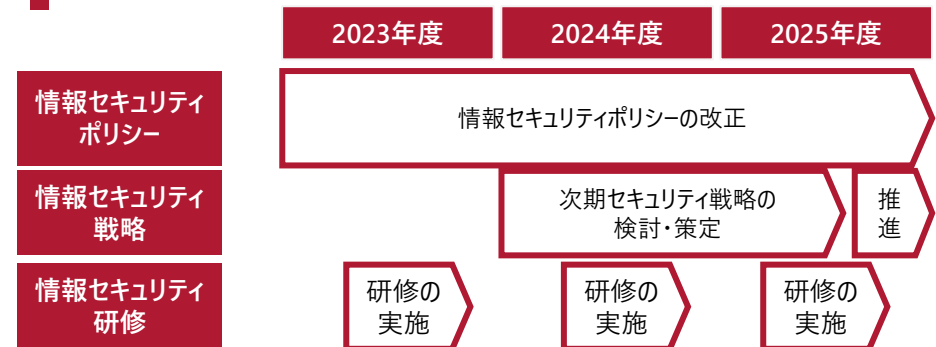 2023年度 2024年度 2025年度
情報セキュリティ
ポリシー
情報セキュリティポリシーの改正
情報セキュリティ
戦略
次期セキュリティ戦略の
検討・策定
推
進
情報セキュリティ
研修
研修の
実施
研修の
実施
研修の
実施